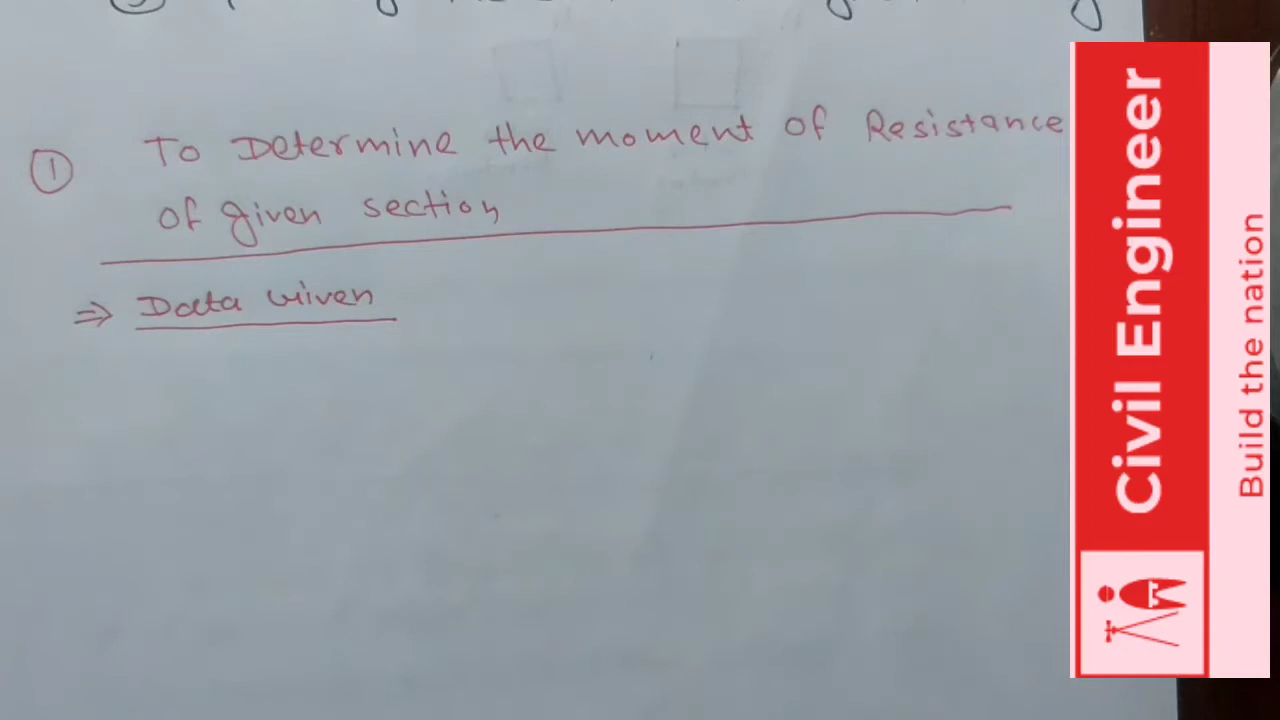 ① To Determine the moment of Resistance
of given section
⇒ Data Given
Civil Engineer
Build the nation